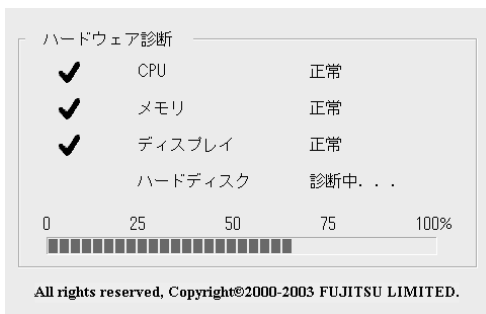 ハードウェア診断
CPU 正常
メモリ 正常
ディスプレイ 正常
ハードディスク 診断中．．．
0 25 50 75 100%
All rights reserved, Copyright©2000-2003 FUJITSU LIMITED.